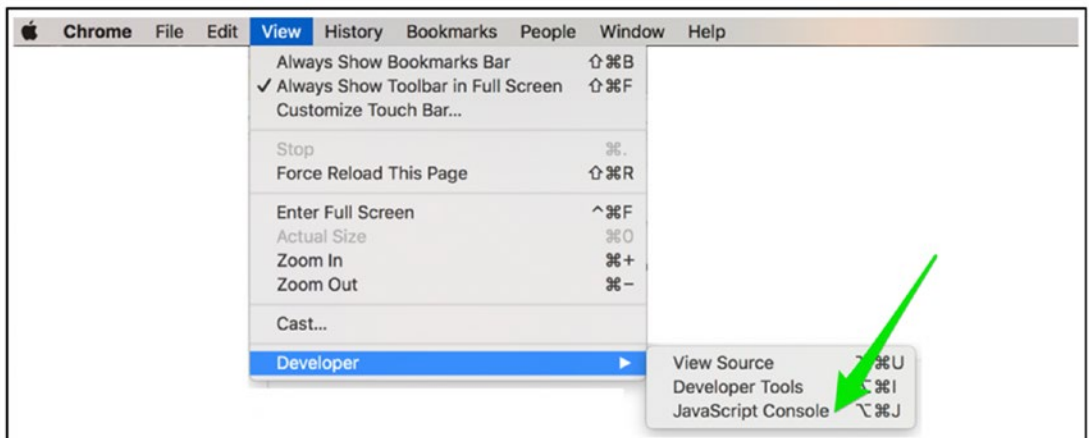 Chrome File Edit View History Bookmarks People Window Help
Always Show Bookmarks Bar ⇧⌘B
✓ Always Show Toolbar in Full Screen ⇧⌘F
Customize Touch Bar...
Stop ⌘.
Force Reload This Page ⇧⌘R
Enter Full Screen ^⌘F
Actual Size ⌘0
Zoom In ⌘+
Zoom Out ⌘−
Cast...
Developer ▶
View Source ⌥⌘U
Developer Tools ⌥⌘I
JavaScript Console ⌥⌘J